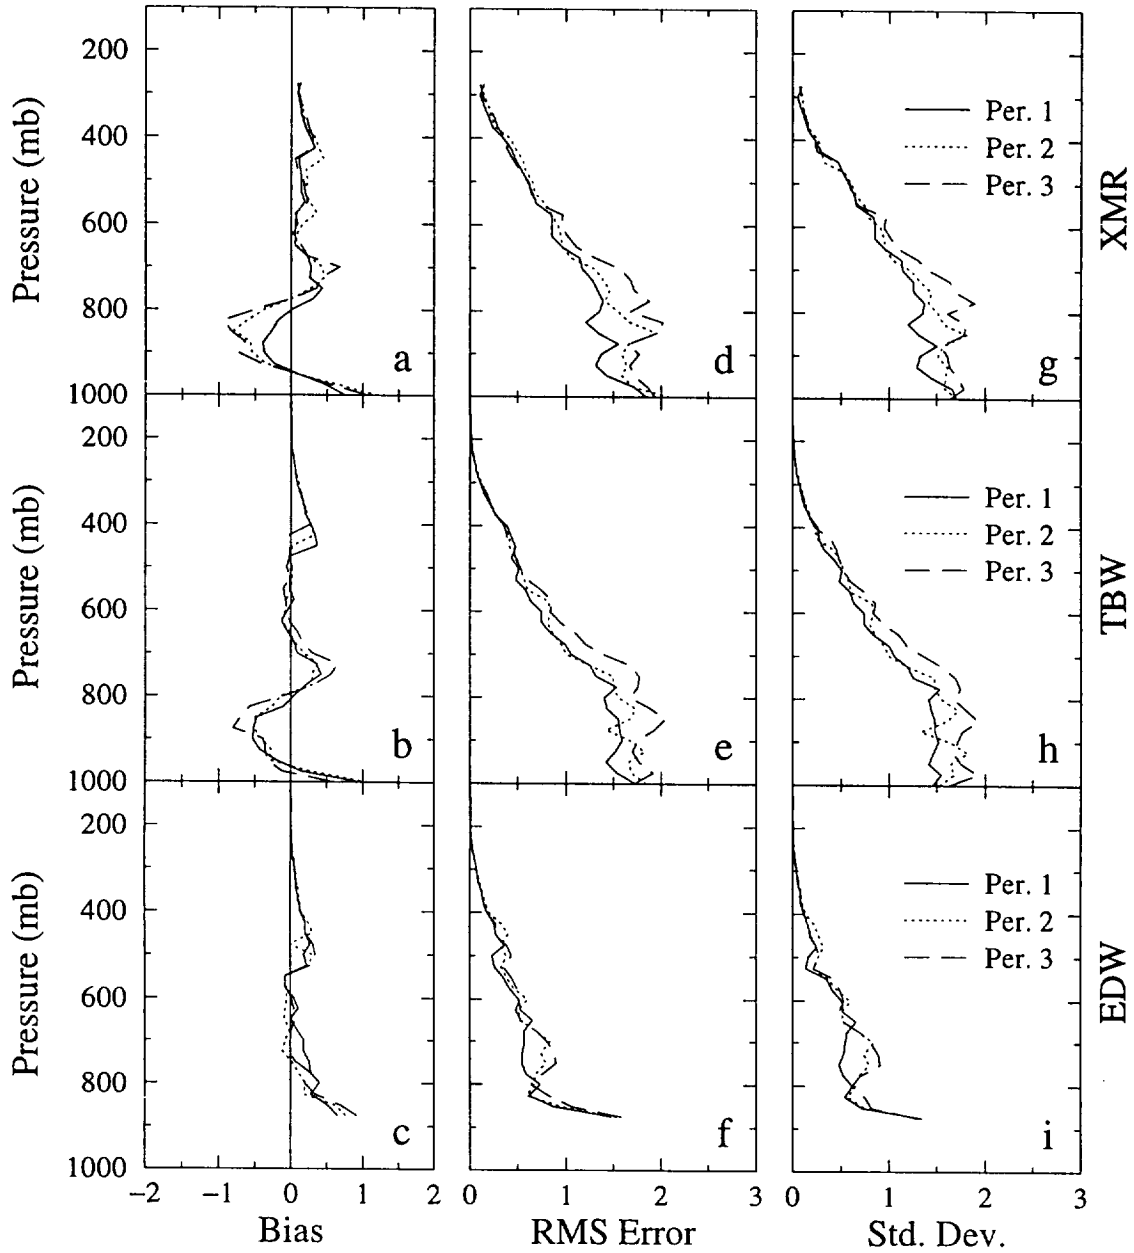 200
400
600
800
1000
Pressure (mb)
a
d
g
Per. 1
Per. 2
Per. 3
XMR
200
400
600
800
1000
Pressure (mb)
b
e
h
Per. 1
Per. 2
Per. 3
TBW
200
400
600
800
1000
Pressure (mb)
c
f
i
Per. 1
Per. 2
Per. 3
EDW
−2 −1 0 1 2
0 1 2 3
0 1 2 3
Bias
RMS Error
Std. Dev.